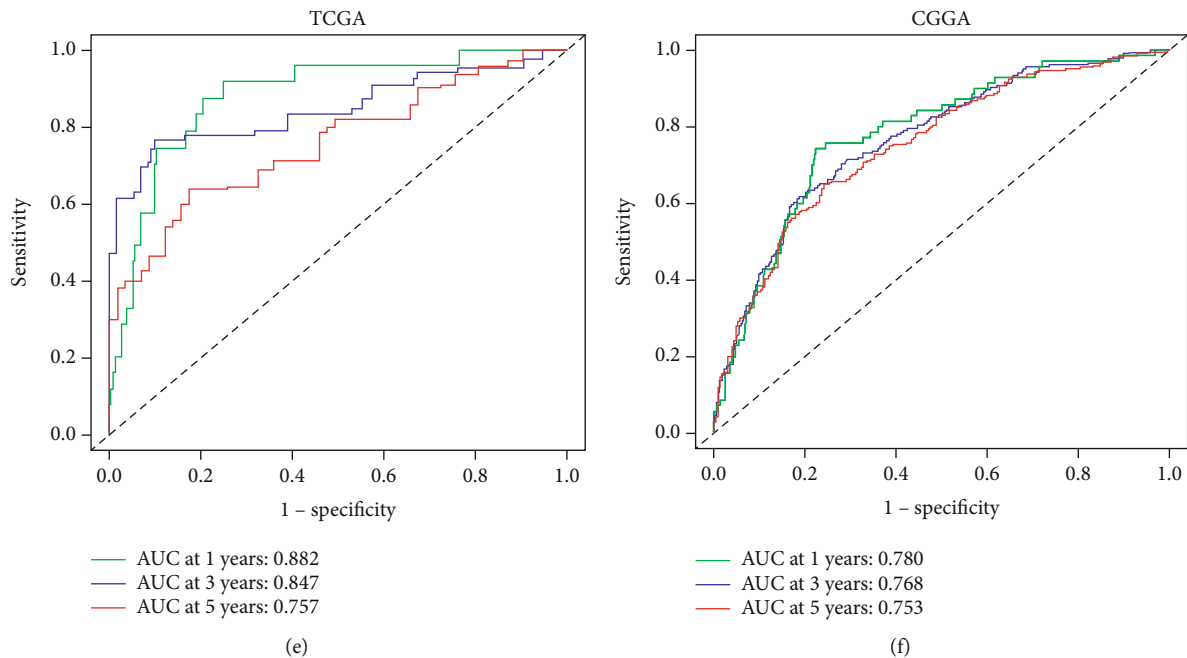 TCGA
1.0
0.8
0.6
0.4
0.2
0.0
Sensitivity
0.0 0.2 0.4 0.6 0.8 1.0
1 – specificity
AUC at 1 years: 0.882
AUC at 3 years: 0.847
AUC at 5 years: 0.757
(e)
CGGA
1.0
0.8
0.6
0.4
0.2
0.0
Sensitivity
0.0 0.2 0.4 0.6 0.8 1.0
1 – specificity
AUC at 1 years: 0.780
AUC at 3 years: 0.768
AUC at 5 years: 0.753
(f)